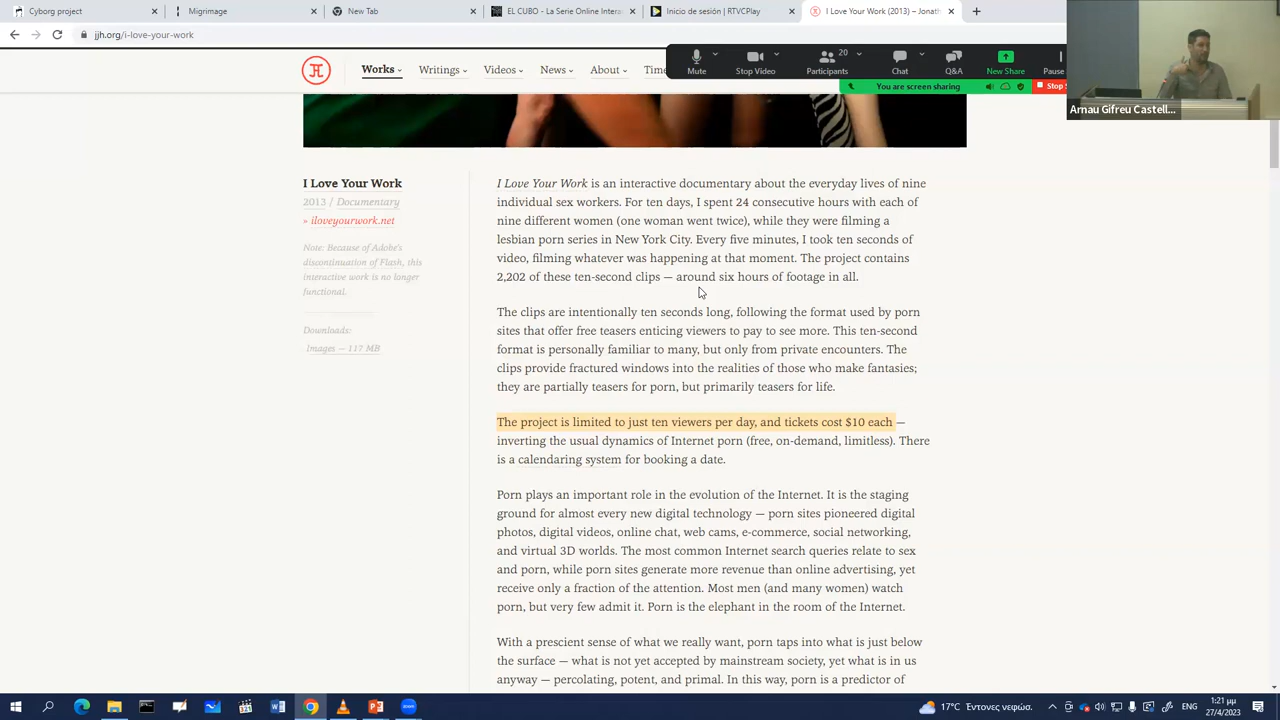 Cyborg project
Migrimage
New Tab
EL CUBO - La Serie Online Intera
Inicio de sesión | RTVCPlay
I Love Your Work (2013) – Jonath
jjh.org/i-love-your-work
Works
Writings
Videos
News
About
Time
Mute
Stop Video
Participants
20
Chat
Q&A
New Share
Pause
You are screen sharing
Stop S
Arnau Gifreu Castell...
I Love Your Work
2013 / Documentary
» iloveyourwork.net
Note: Because of Adobe's
discontinuation of Flash, this
interactive work is no longer
functional.
Downloads:
Images — 117 MB
I Love Your Work is an interactive documentary about the everyday lives of nine
individual sex workers. For ten days, I spent 24 consecutive hours with each of
nine different women (one woman went twice), while they were filming a
lesbian porn series in New York City. Every five minutes, I took ten seconds of
video, filming whatever was happening at that moment. The project contains
2,202 of these ten-second clips — around six hours of footage in all.
The clips are intentionally ten seconds long, following the format used by porn
sites that offer free teasers enticing viewers to pay to see more. This ten-second
format is personally familiar to many, but only from private encounters. The
clips provide fractured windows into the realities of those who make fantasies;
they are partially teasers for porn, but primarily teasers for life.
The project is limited to just ten viewers per day, and tickets cost $10 each —
inverting the usual dynamics of Internet porn (free, on-demand, limitless). There
is a calendaring system for booking a date.
Porn plays an important role in the evolution of the Internet. It is the staging
ground for almost every new digital technology — porn sites pioneered digital
photos, digital videos, online chat, web cams, e-commerce, social networking,
and virtual 3D worlds. The most common Internet search queries relate to sex
and porn, while porn sites generate more revenue than online advertising, yet
receive only a fraction of the attention. Most men (and many women) watch
porn, but very few admit it. Porn is the elephant in the room of the Internet.
With a prescient sense of what we really want, porn taps into what is just below
the surface — what is not yet accepted by mainstream society, yet what is in us
anyway — percolating, potent, and primal. In this way, porn is a predictor of
17°C Έντονες νεφώσ.
1:21 μμ
27/4/2023